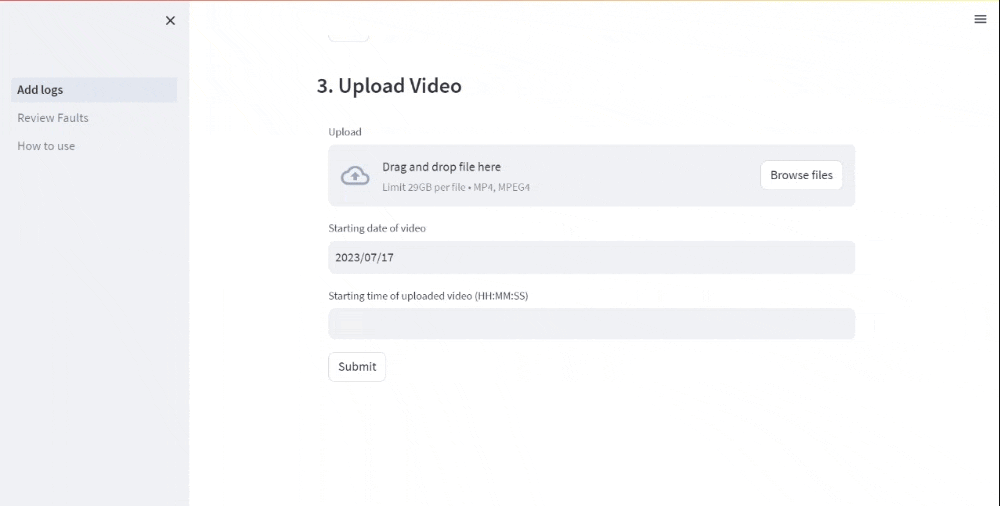 Add logs
Review Faults
How to use
3. Upload Video
Upload
Drag and drop file here
Limit 29GB per file • MP4, MPEG4
Browse files
Starting date of video
2023/07/17
Starting time of uploaded video (HH:MM:SS)
Submit